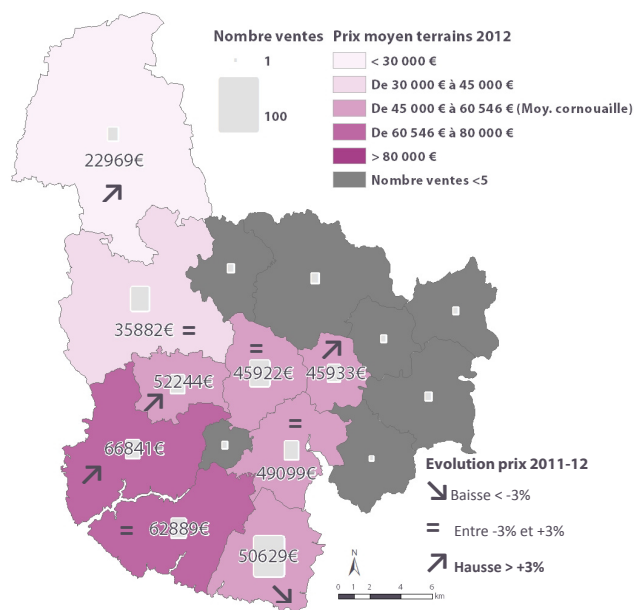 Nombre ventes
1
100
Prix moyen terrains 2012
< 30 000 €
De 30 000 € à 45 000 €
De 45 000 € à 60 546 € (Moy. cornouaille)
De 60 546 € à 80 000 €
> 80 000 €
Nombre ventes <5
22969€
35882€ =
=
45922€
45933€
52244€
66841€
=
49099€
=
62889€
50629€
Evolution prix 2011-12
Baisse < -3%
= Entre -3% et +3%
Hausse > +3%
N
0 1 2 4 6
km